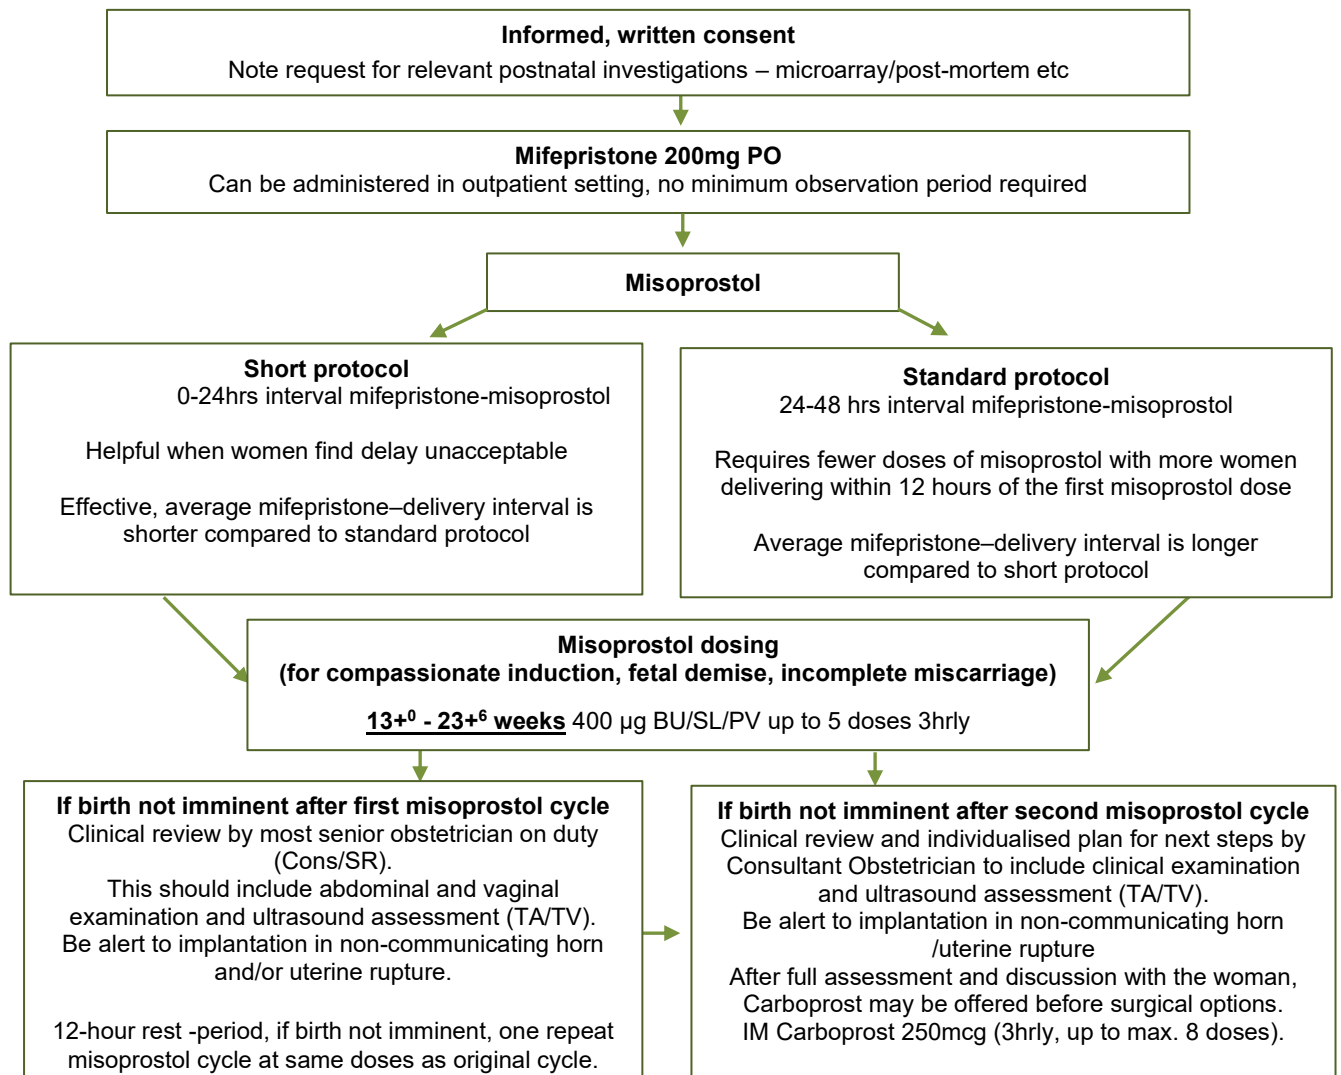 Informed, written consent
Note request for relevant postnatal investigations – microarray/post-mortem etc
Mifepristone 200mg PO
Can be administered in outpatient setting, no minimum observation period required
Misoprostol
Short protocol
0-24hrs interval mifepristone-misoprostol
Helpful when women find delay unacceptable
Effective, average mifepristone–delivery interval is
shorter compared to standard protocol
Standard protocol
24-48 hrs interval mifepristone-misoprostol
Requires fewer doses of misoprostol with more women
delivering within 12 hours of the first misoprostol dose
Average mifepristone–delivery interval is longer
compared to short protocol
Misoprostol dosing
(for compassionate induction, fetal demise, incomplete miscarriage)
13+⁰ - 23+⁶ weeks 400 µg BU/SL/PV up to 5 doses 3hrly
If birth not imminent after first misoprostol cycle
Clinical review by most senior obstetrician on duty
(Cons/SR).
This should include abdominal and vaginal
examination and ultrasound assessment (TA/TV).
Be alert to implantation in non-communicating horn
and/or uterine rupture.
12-hour rest -period, if birth not imminent, one repeat
misoprostol cycle at same doses as original cycle.
If birth not imminent after second misoprostol cycle
Clinical review and individualised plan for next steps by
Consultant Obstetrician to include clinical examination
and ultrasound assessment (TA/TV).
Be alert to implantation in non-communicating horn
/uterine rupture
After full assessment and discussion with the woman,
Carboprost may be offered before surgical options.
IM Carboprost 250mcg (3hrly, up to max. 8 doses).